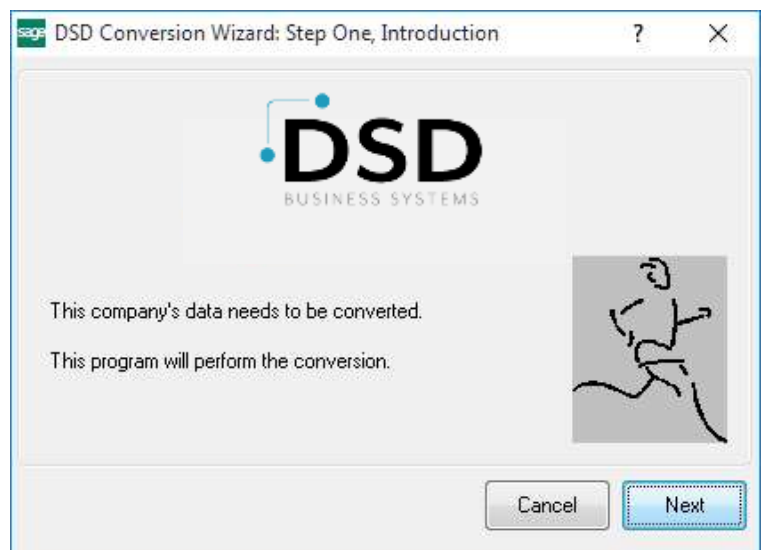 sage DSD Conversion Wizard: Step One, Introduction ? X
DSD
BUSINESS SYSTEMS
This company's data needs to be converted.
This program will perform the conversion.
Cancel Next